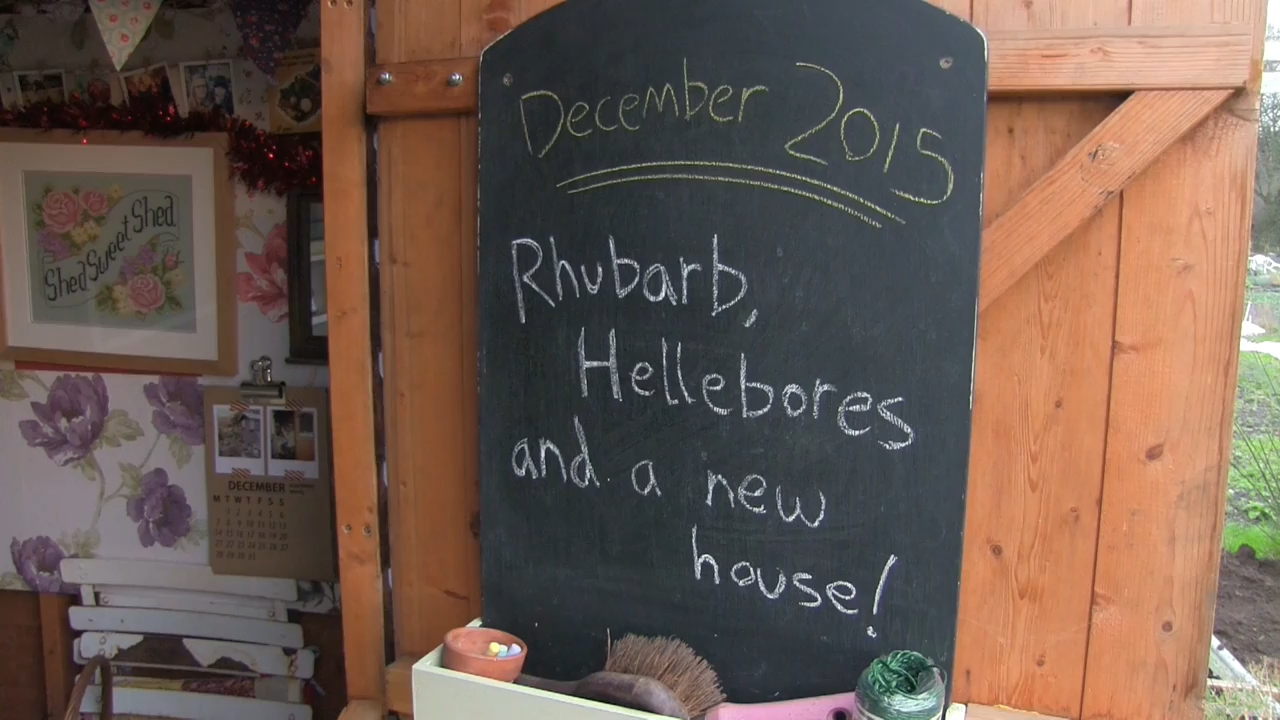 December 2015
Rhubarb,
Hellebores
and a new
house!
Shed Sweet Shed
DECEMBER
M T W T F S S